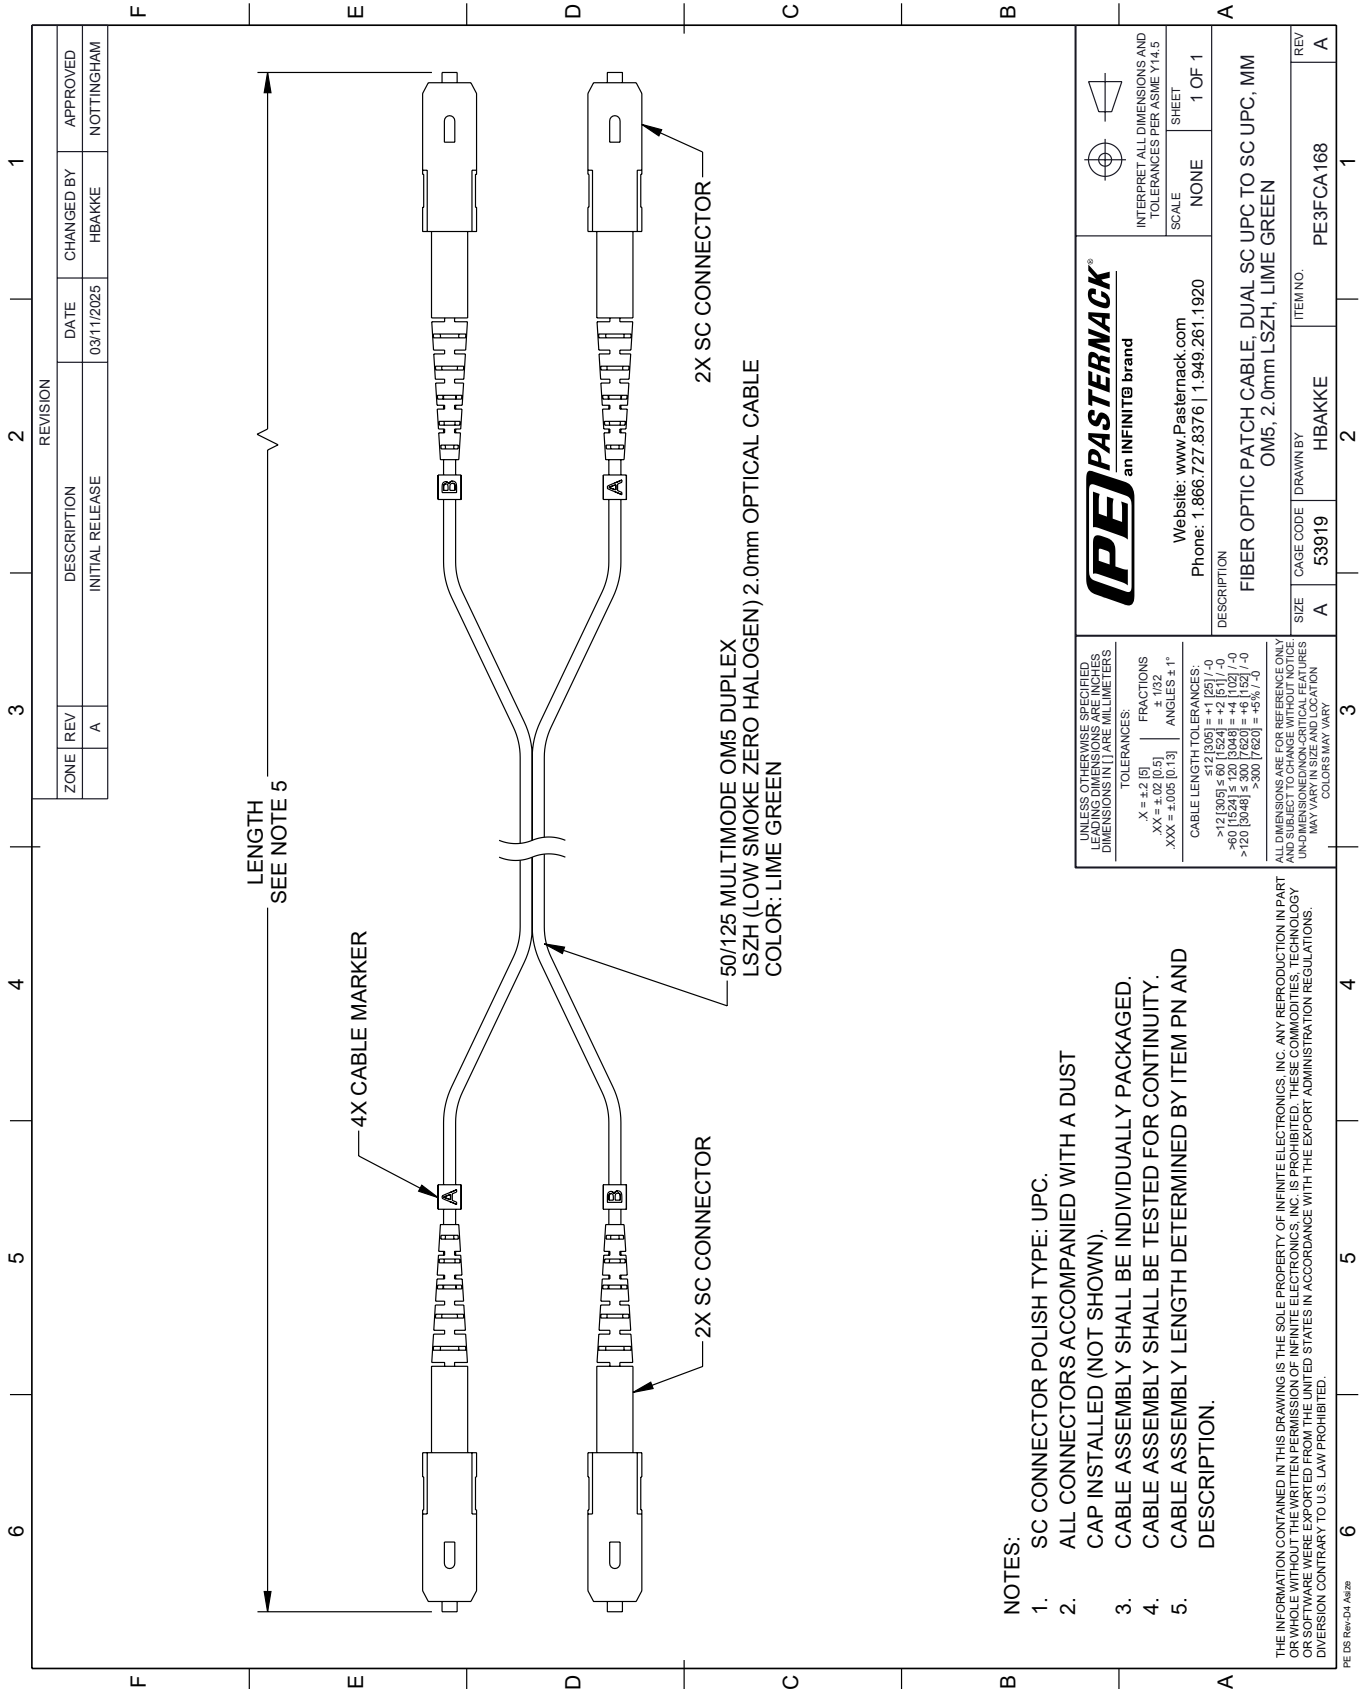 6
5
4
3
2
1
F
E
D
C
B
A
REVISION
ZONE
REV
DESCRIPTION
DATE
CHANGED BY
APPROVED
A
INITIAL RELEASE
03/11/2025
HBAKKE
NOTTINGHAM
LENGTH
SEE NOTE 5
4X CABLE MARKER
A
B
B
A
2X SC CONNECTOR
2X SC CONNECTOR
50/125 MULTIMODE OM5 DUPLEX
LSZH (LOW SMOKE ZERO HALOGEN) 2.0mm OPTICAL CABLE
COLOR: LIME GREEN
NOTES:
1. SC CONNECTOR POLISH TYPE: UPC.
2. ALL CONNECTORS ACCOMPANIED WITH A DUST
CAP INSTALLED (NOT SHOWN).
3. CABLE ASSEMBLY SHALL BE INDIVIDUALLY PACKAGED.
4. CABLE ASSEMBLY SHALL BE TESTED FOR CONTINUITY.
5. CABLE ASSEMBLY LENGTH DETERMINED BY ITEM PN AND
DESCRIPTION.
THE INFORMATION CONTAINED IN THIS DRAWING IS THE SOLE PROPERTY OF INFINITE ELECTRONICS, INC. ANY REPRODUCTION IN PART
OR WHOLE WITHOUT THE WRITTEN PERMISSION OF INFINITE ELECTRONICS, INC. IS PROHIBITED. THESE COMMODITIES, TECHNOLOGY
OR SOFTWARE WERE EXPORTED FROM THE UNITED STATES IN ACCORDANCE WITH THE EXPORT ADMINISTRATION REGULATIONS.
DIVERSION CONTRARY TO U.S. LAW PROHIBITED.
UNLESS OTHERWISE SPECIFIED
LEADING DIMENSIONS ARE INCHES
DIMENSIONS IN [ ] ARE MILLIMETERS
TOLERANCES:
.X = ±.2 [5]
.XX = ±.02 [0.5]
.XXX = ±.005 [0.13]
FRACTIONS
± 1/32
ANGLES ± 1°
CABLE LENGTH TOLERANCES:
≤12 [305] = +1 [25] / -0
>12 [305] ≤ 60 [1524] = +2 [51] / -0
>60 [1524] ≤ 120 [3048] = +4 [102] / -0
>120 [3048] ≤ 300 [7620] = +6 [152] / -0
>300 [7620] = +5% / -0
ALL DIMENSIONS ARE FOR REFERENCE ONLY
AND SUBJECT TO CHANGE WITHOUT NOTICE.
UN-DIMENSIONED/NON-CRITICAL FEATURES
MAY VARY IN SIZE AND LOCATION
COLORS MAY VARY
PE PASTERNACK®
an INFINIT@ brand
Website: www.Pasternack.com
Phone: 1.866.727.8376 | 1.949.261.1920
INTERPRET ALL DIMENSIONS AND
TOLERANCES PER ASME Y14.5
SCALE
NONE
SHEET
1 OF 1
DESCRIPTION
FIBER OPTIC PATCH CABLE, DUAL SC UPC TO SC UPC, MM
OM5, 2.0mm LSZH, LIME GREEN
SIZE
A
CAGE CODE
53919
DRAWN BY
HBAKKE
ITEM NO.
PE3FCA168
REV
A
F
E
D
C
B
A
6
5
4
3
2
1
PE DS Rev-D4 Asize